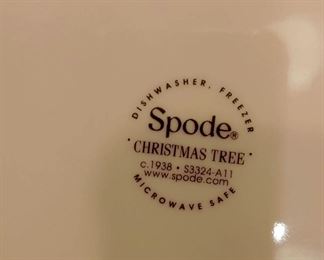 DISHWASHER, FREEZER
Spode®
• CHRISTMAS TREE •
c.1938 • S3324-A11
www.spode.com
MICROWAVE SAFE